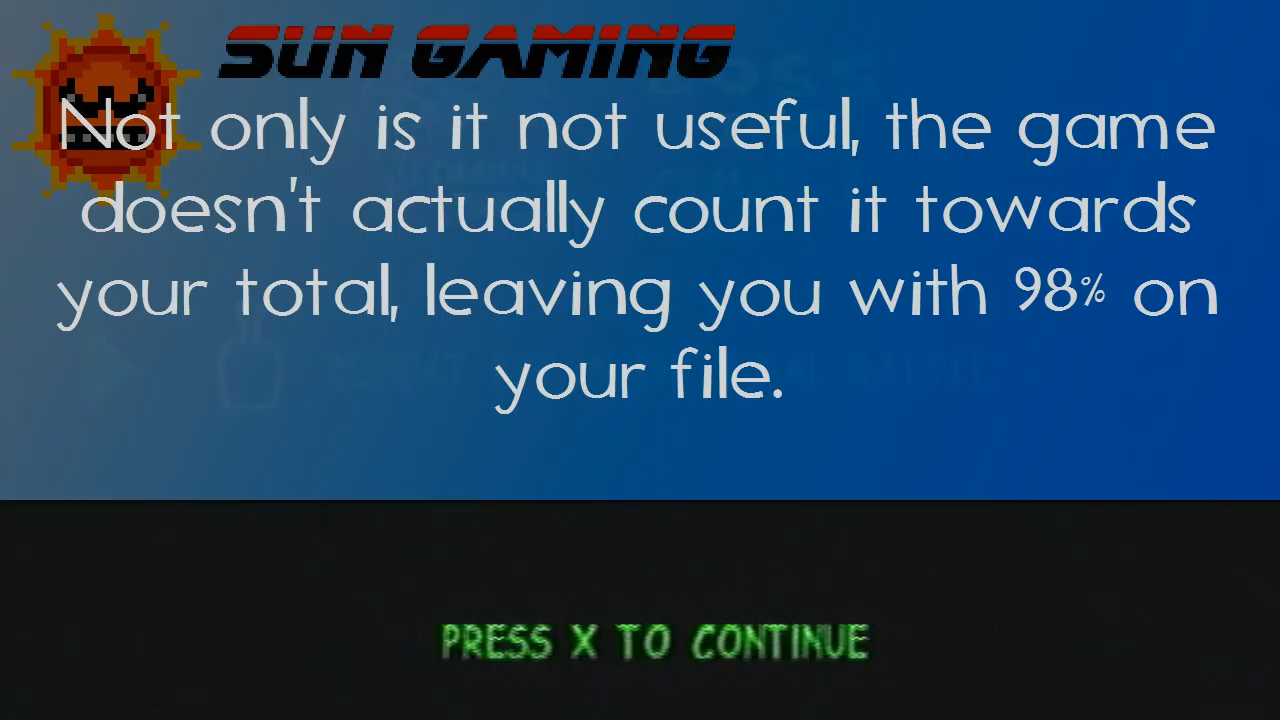 SUN GAMING
Not only is it not useful, the game
doesn't actually count it towards
your total, leaving you with 98% on
your file.
PRESS X TO CONTINUE